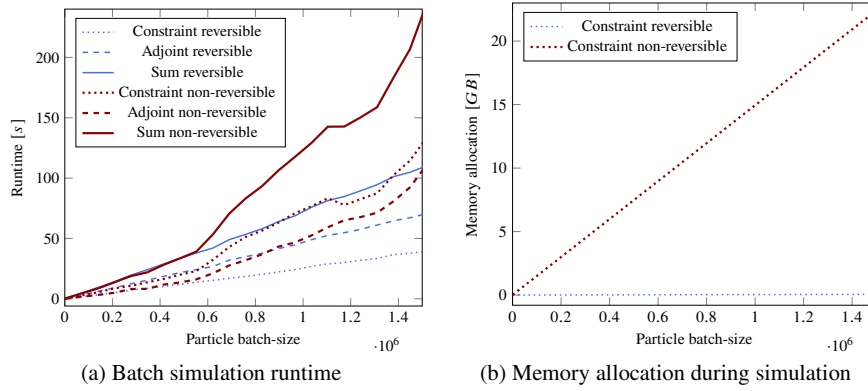 Constraint reversible
Adjoint reversible
Sum reversible
Constraint non-reversible
Adjoint non-reversible
Sum non-reversible
Runtime [s]
200
150
100
50
0
0 0.2 0.4 0.6 0.8 1 1.2 1.4
Particle batch-size
·10⁶
(a) Batch simulation runtime
Constraint reversible
Constraint non-reversible
Memory allocation [GB]
20
15
10
5
0
0 0.2 0.4 0.6 0.8 1 1.2 1.4
Particle batch-size
·10⁶
(b) Memory allocation during simulation